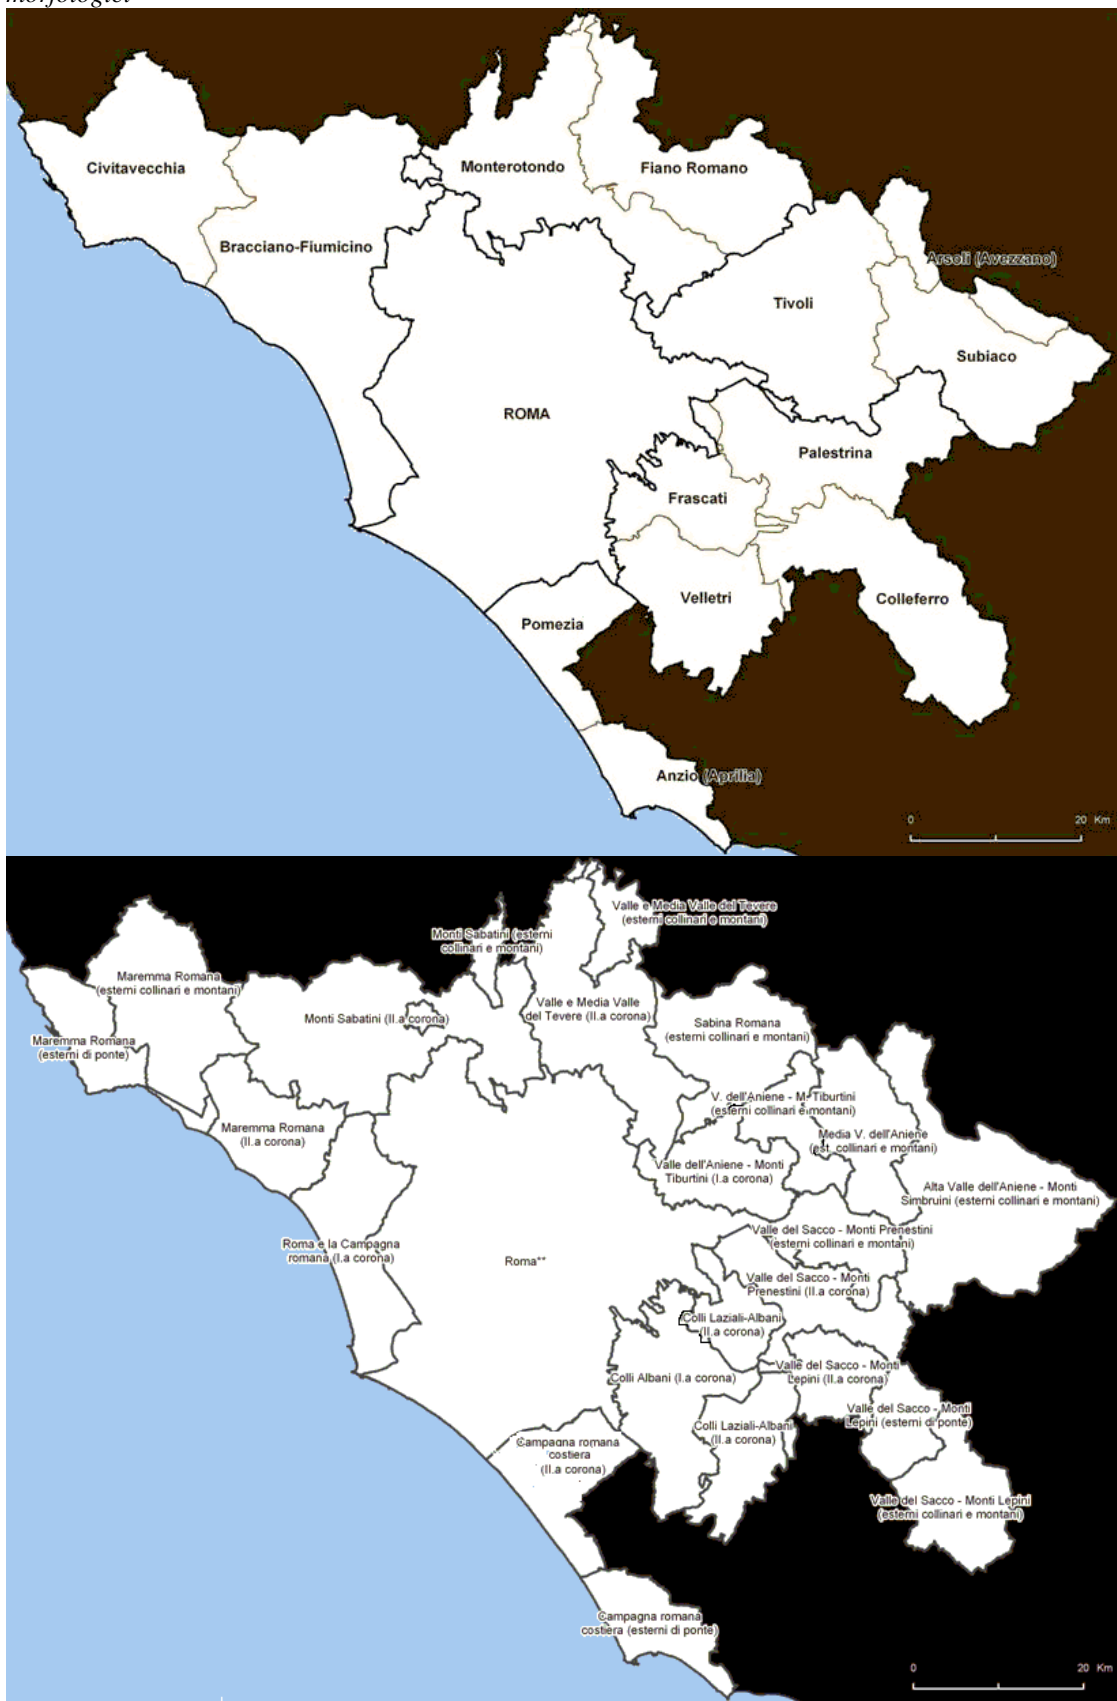 morfologici
Civitavecchia
Monterotondo
Fiano Romano
Bracciano-Fiumicino
Arsoli (Avezzano)
Tivoli
Subiaco
ROMA
Palestrina
Frascati
Velletri
Colleferro
Pomezia
Anzio (Aprilia)
0 20 Km
Valle e Media Valle del Tevere
(esterni collinari e montani)
Monti Sabatini (esterni
collinari e montani)
Maremma Romana
(esterni collinari e montani)
Valle e Media Valle
del Tevere (II.a corona)
Monti Sabatini (II.a corona)
Sabina Romana
(esterni collinari e montani)
Maremma Romana
(esterni di ponte)
V. dell'Aniene - M. Tiburtini
(esterni collinari e montani)
Maremma Romana
(II.a corona)
Media V. dell'Aniene
(est. collinari e montani)
Valle dell'Aniene - Monti
Tiburtini (I.a corona)
Alta Valle dell'Aniene - Monti
Simbruini (esterni collinari e montani)
Valle del Sacco - Monti Prenestini
(esterni collinari e montani)
Roma e la Campagna
romana (I.a corona)
Roma**
Valle del Sacco - Monti
Prenestini (II.a corona)
Colli Laziali-Albani
(II.a corona)
Colli Albani (I.a corona)
Valle del Sacco - Monti
Lepini (II.a corona)
Valle del Sacco - Monti
Lepini (esterni di ponte)
Colli Laziali-Albani
(II.a corona)
Campagna romana
costiera
(II.a corona)
Valle del Sacco - Monti Lepini
(esterni collinari e montani)
Campagna romana
costiera (esterni di ponte)
0 20 Km